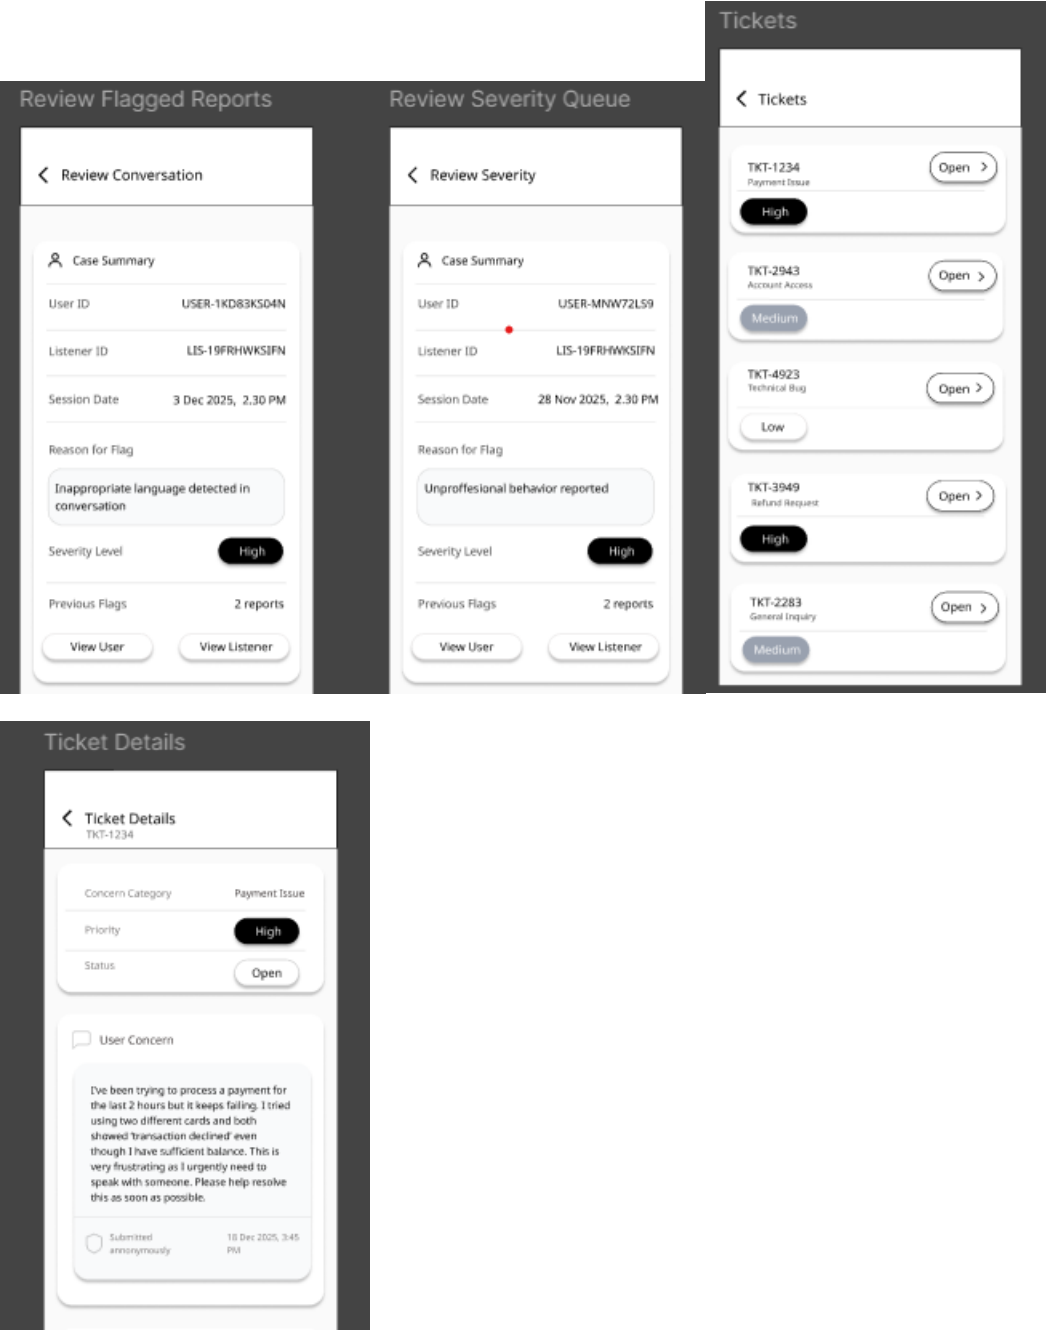 Review Flagged Reports
Review Conversation
Case Summary
User ID USER-1KD83KS04N
Listener ID LIS-19FRHWKSIFN
Session Date 3 Dec 2025, 2.30 PM
Reason for Flag
Inappropriate language detected in
conversation
Severity Level High
Previous Flags 2 reports
View User View Listener
Review Severity Queue
Review Severity
Case Summary
User ID USER-MNW72LS9
Listener ID LIS-19FRHWKSIFN
Session Date 28 Nov 2025, 2.30 PM
Reason for Flag
Unproffesional behavior reported
Severity Level High
Previous Flags 2 reports
View User View Listener
Tickets
Tickets
TKT-1234 Open
Payment Issue
High
TKT-2943 Open
Account Access
Medium
TKT-4923 Open
Technical Bug
Low
TKT-3949 Open
Refund Request
High
TKT-2283 Open
General Inquiry
Medium
Ticket Details
Ticket Details
TKT-1234
Concern Category Payment Issue
Priority High
Status Open
User Concern
I've been trying to process a payment for
the last 2 hours but it keeps failing. I tried
using two different cards and both
showed 'transaction declined' even
though I have sufficient balance. This is
very frustrating as I urgently need to
speak with someone. Please help resolve
this as soon as possible.
Submitted
annonymously
18 Dec 2025, 3:45
PM